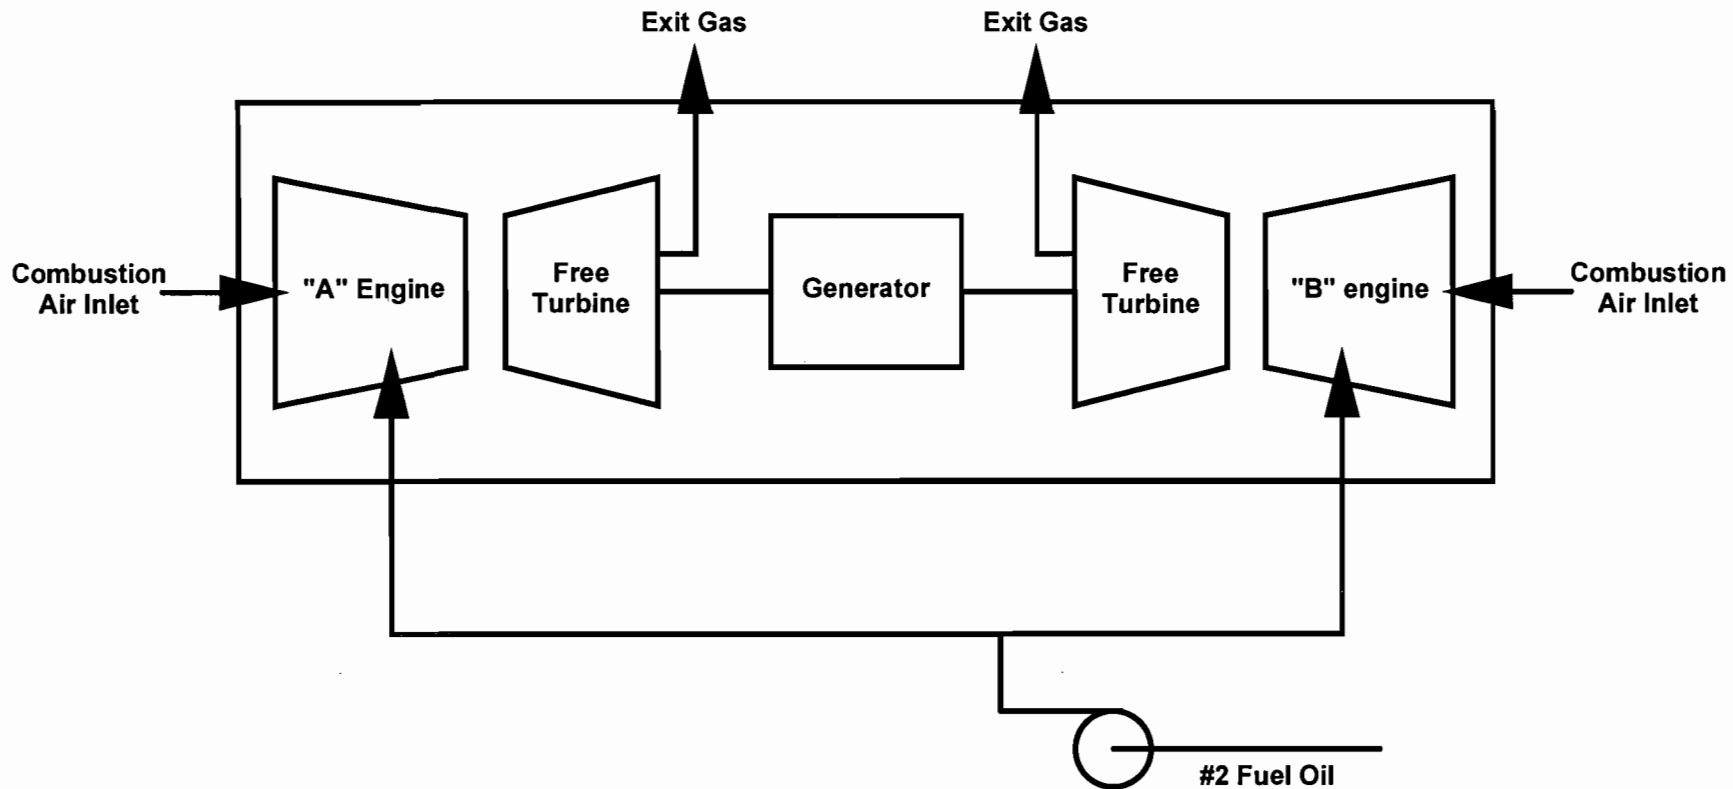 Exit Gas
Exit Gas
Combustion
Air Inlet
"A" Engine
Free
Turbine
Generator
Free
Turbine
"B" engine
Combustion
Air Inlet
#2 Fuel Oil